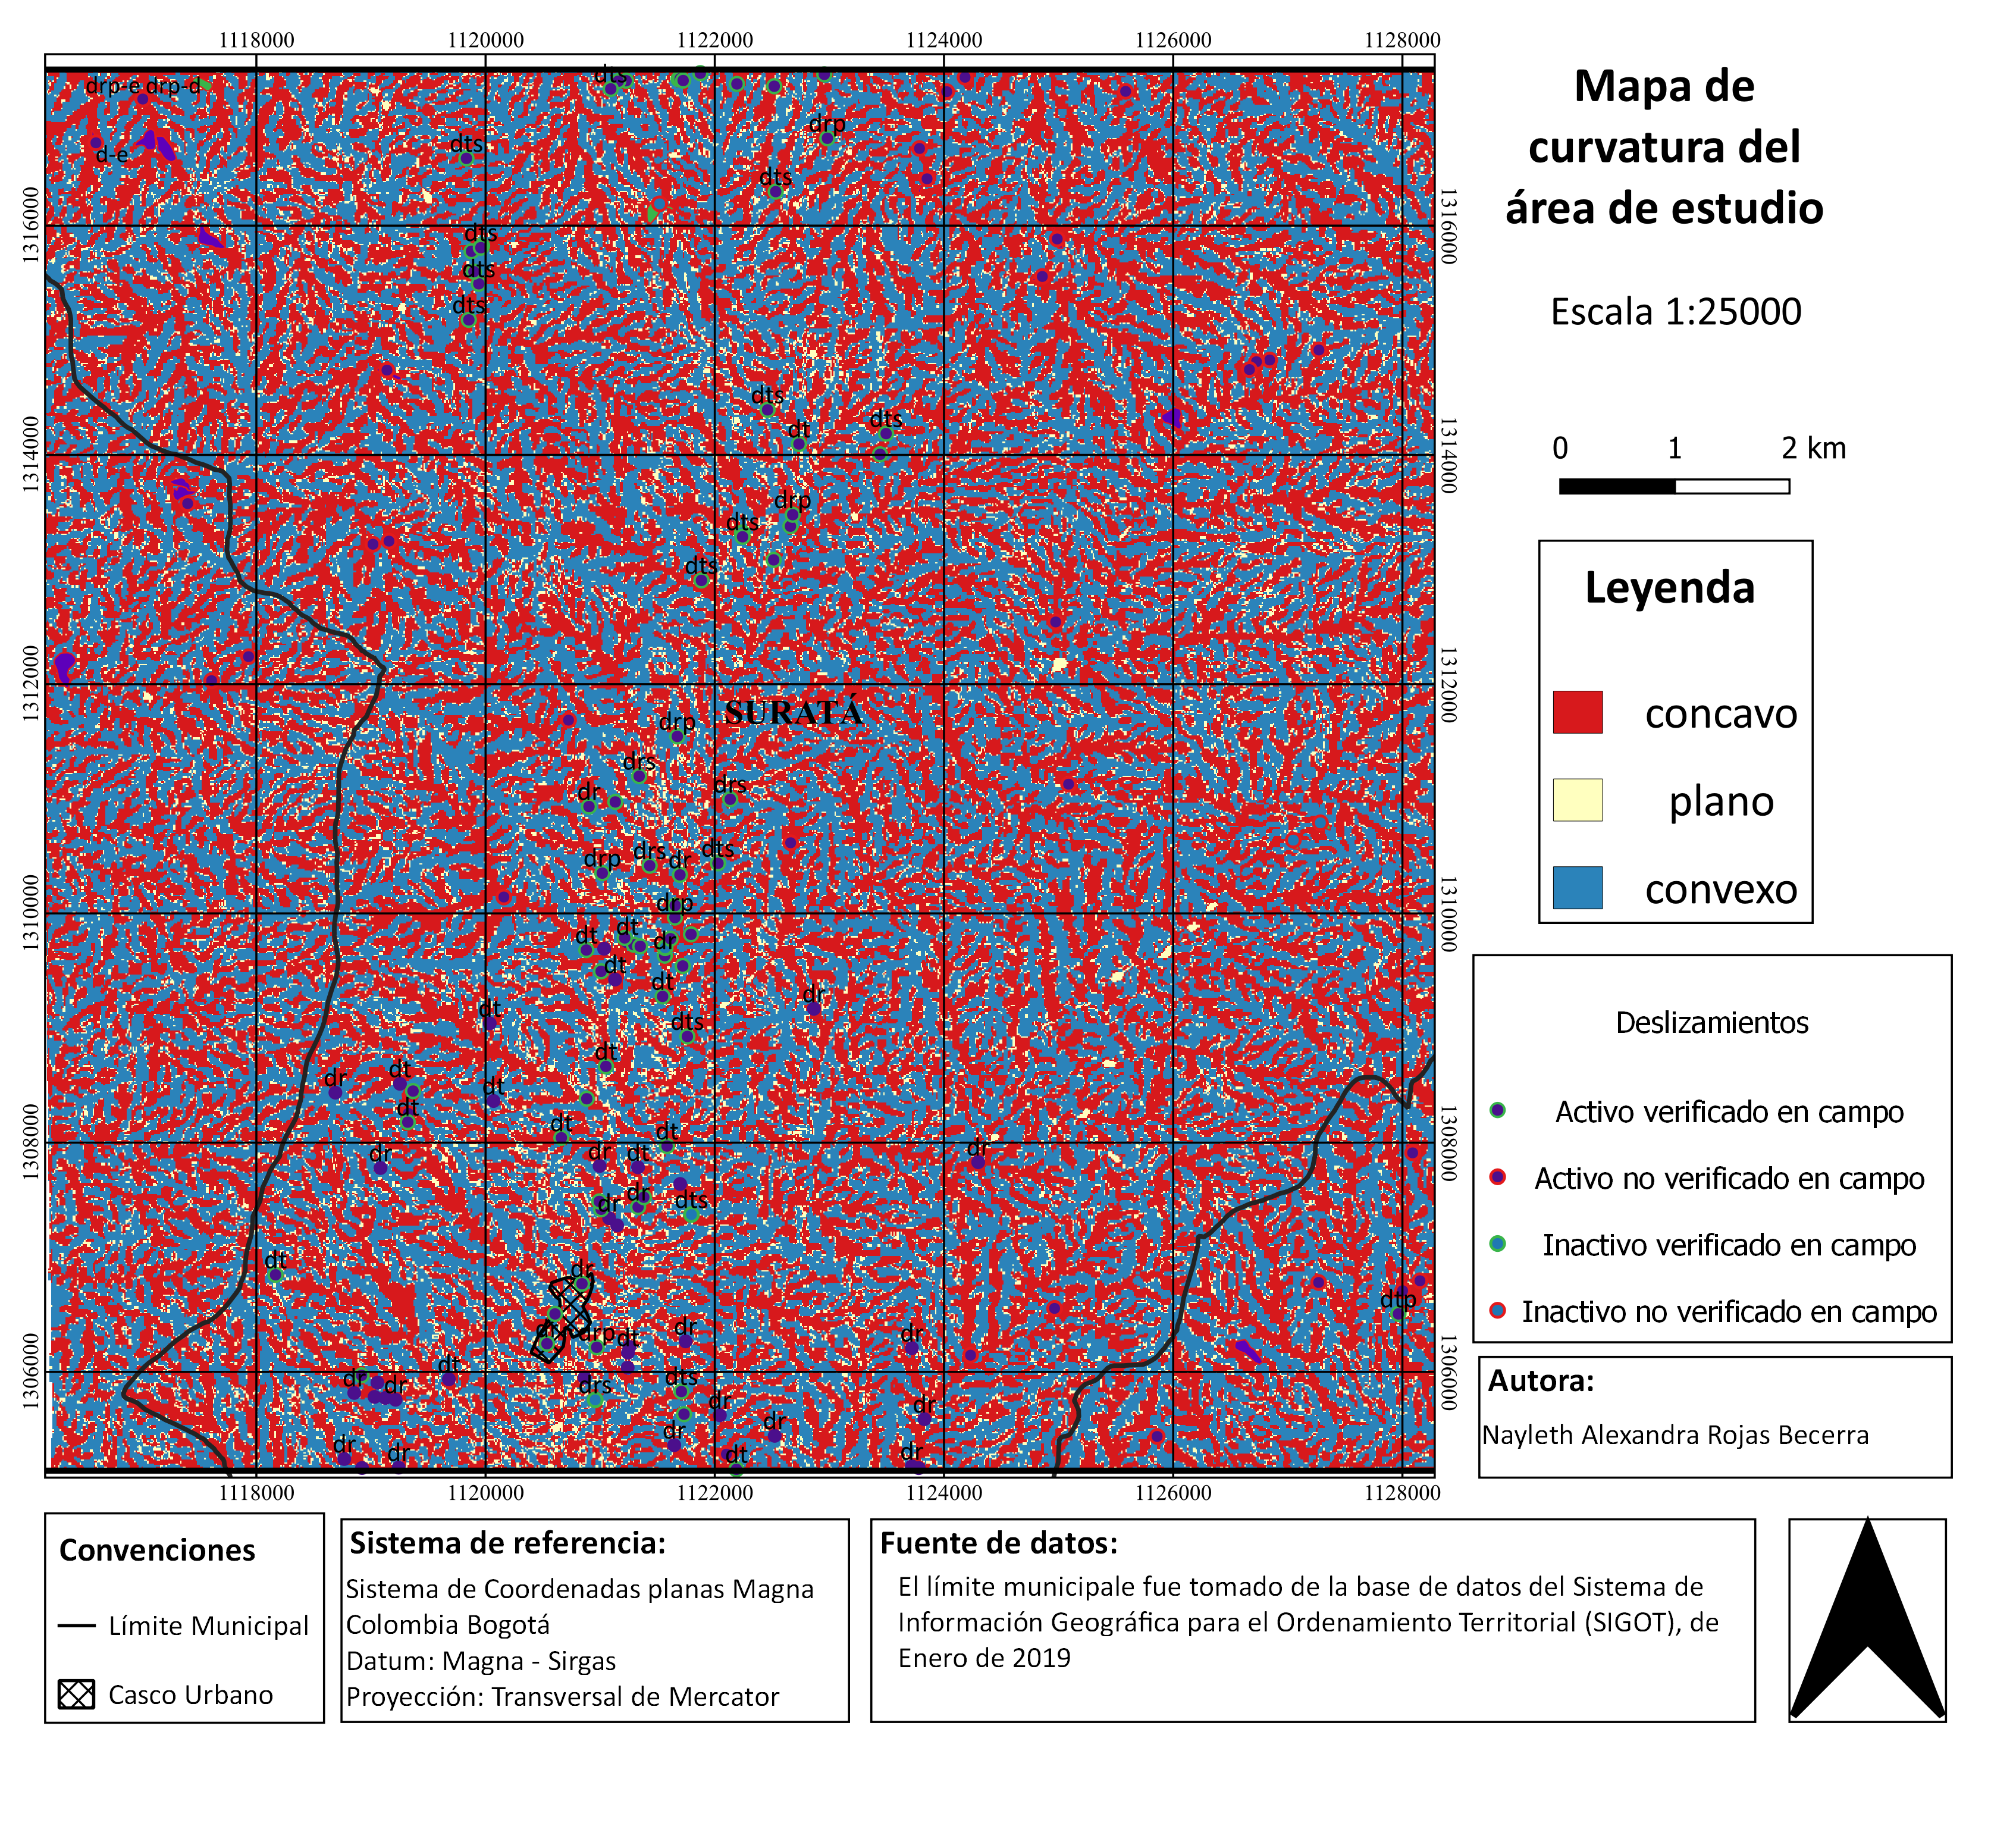 1118000 1120000 1122000 1124000 1126000 1128000
Mapa de
curvatura del
área de estudio
Escala 1:25000
0 1 2 km
Leyenda
concavo
plano
convexo
Deslizamientos
Activo verificado en campo
Activo no verificado en campo
Inactivo verificado en campo
Inactivo no verificado en campo
Autora:
Nayleth Alexandra Rojas Becerra
1316000
1314000
1312000
1310000
1308000
1306000
1316000
1314000
1312000
1310000
1308000
1306000
drp-e drp-d
dts
d-e
dts
drp
dts
dts
dts
dts
dts
dt
dts
drp
dts
dts
SURATÁ
drp
drs
dr
drs
drp
drs
dr
dts
drp
dt
dt
dr
dt
dt
dt
dr
dts
dt
dr
dt
dt
dt
dt
dt
dr
dr
dt
dr
dr
dr
dts
dt
dr
drp
dt
dr
dr
dtp
dr
dr
dt
drs
dts
dr
dr
dr
dr
dr
dr
dt
dr
1118000 1120000 1122000 1124000 1126000 1128000
Convenciones
Límite Municipal
Casco Urbano
Sistema de referencia:
Sistema de Coordenadas planas Magna
Colombia Bogotá
Datum: Magna - Sirgas
Proyección: Transversal de Mercator
Fuente de datos:
El límite municipale fue tomado de la base de datos del Sistema de
Información Geográfica para el Ordenamiento Territorial (SIGOT), de
Enero de 2019